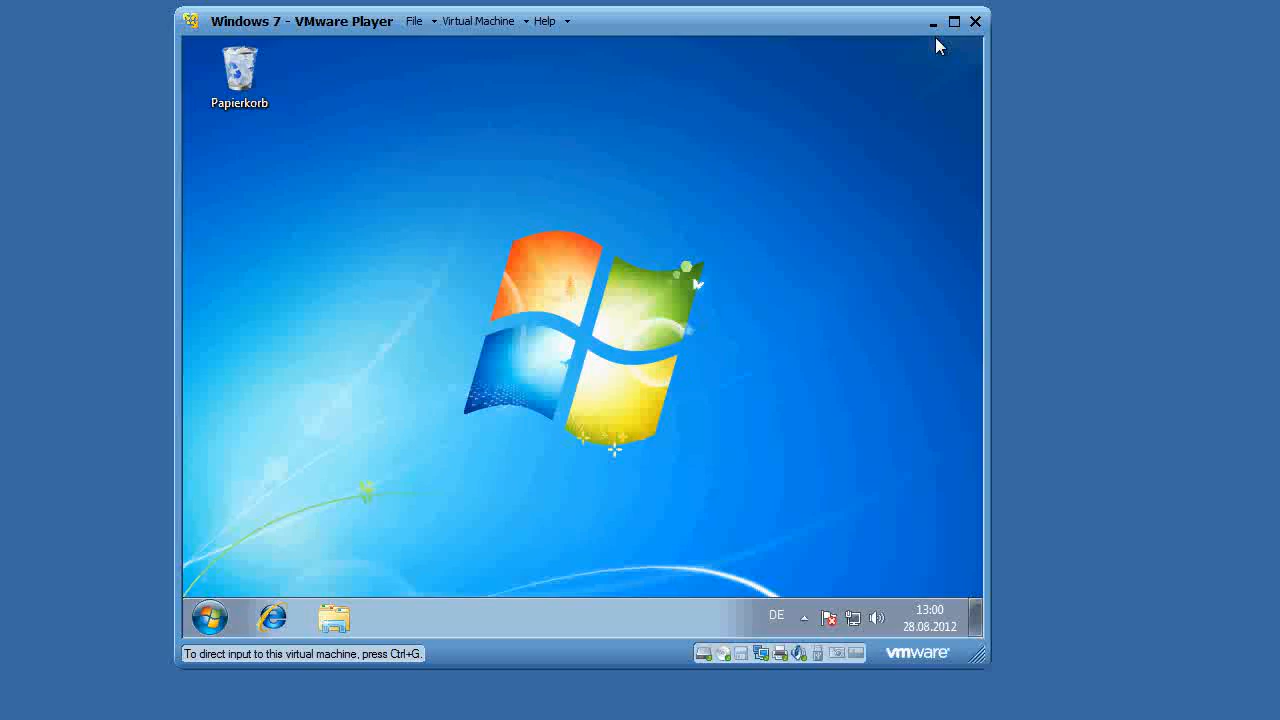 Windows 7 - VMware Player File Virtual Machine Help
Papierkorb
DE
13:00
28.08.2012
To direct input to this virtual machine, press Ctrl+G.
vmware